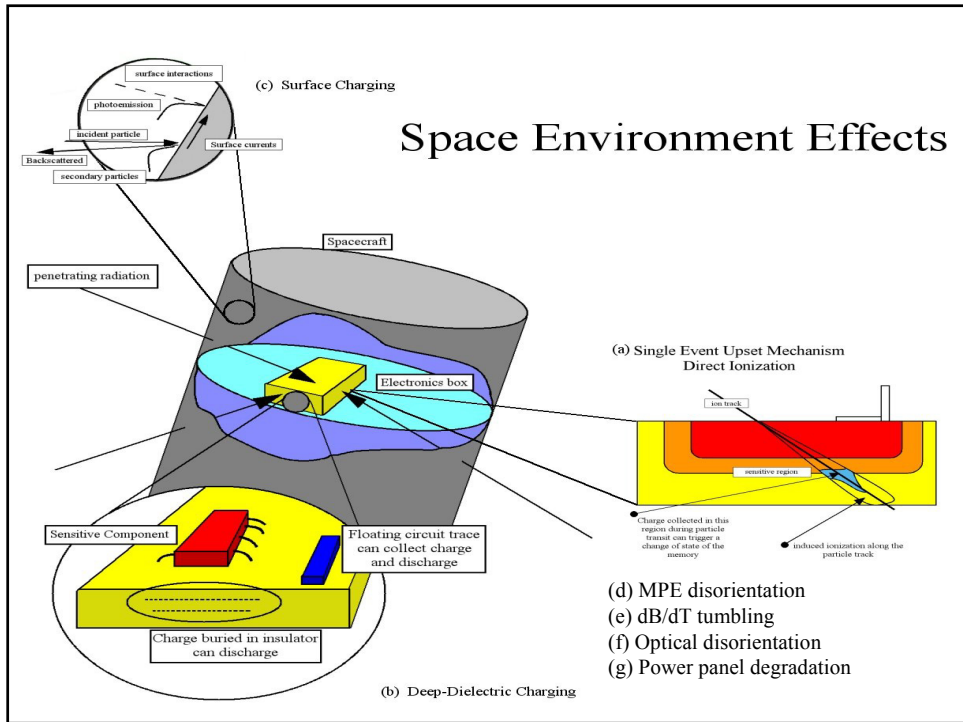 Space Environment Effects
(c) Surface Charging
surface interactions
photoemission
incident particle
Surface currents
Backscattered
secondary particles
Spacecraft
penetrating radiation
Electronics box
(a) Single Event Upset Mechanism
Direct Ionization
ion track
sensitive region
Charge collected in this
region during particle
transit can trigger a
change of state of the
memory
induced ionization along the
particle track
Sensitive Component
Floating circuit trace
can collect charge
and discharge
Charge buried in insulator
can discharge
(b) Deep-Dielectric Charging
(d) MPE disorientation
(e) dB/dT tumbling
(f) Optical disorientation
(g) Power panel degradation